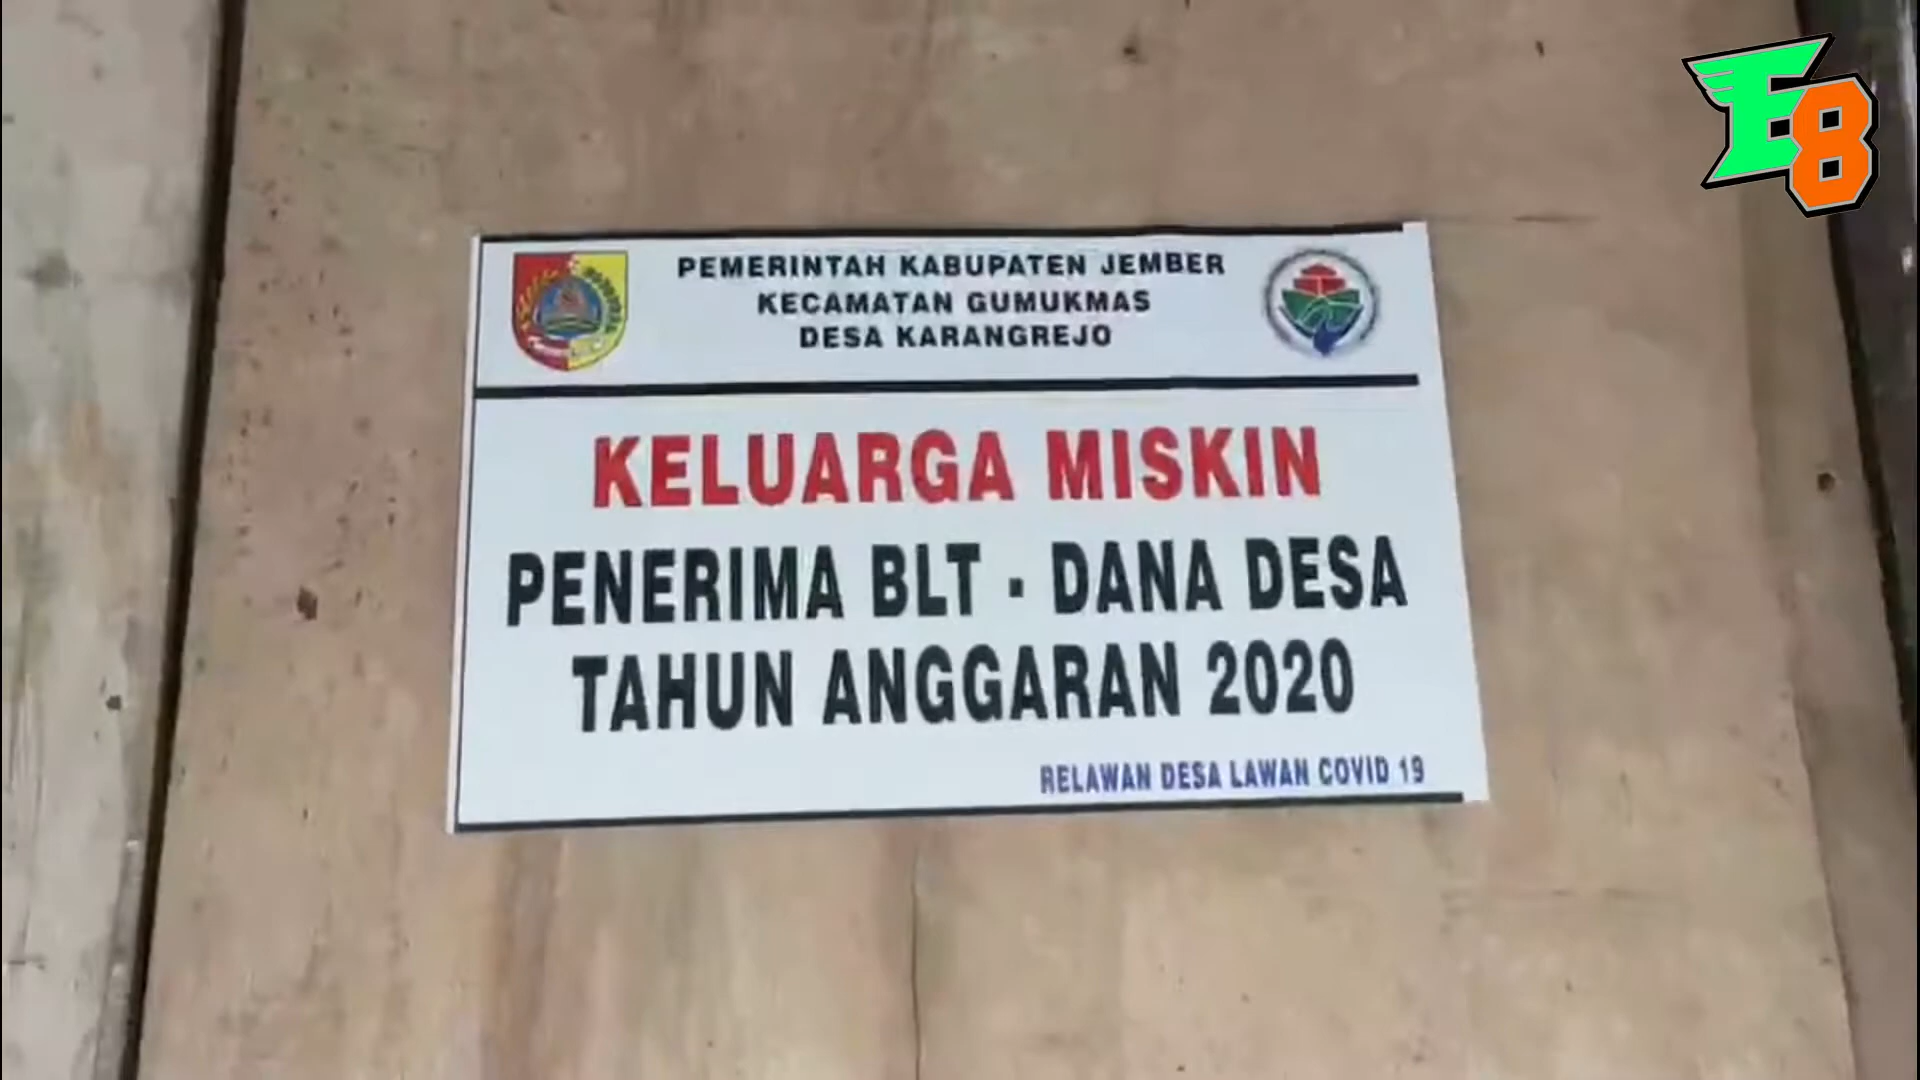 E8
PEMERINTAH KABUPATEN JEMBER
KECAMATAN GUMUKMAS
DESA KARANGREJO
KELUARGA MISKIN
PENERIMA BLT - DANA DESA
TAHUN ANGGARAN 2020
RELAWAN DESA LAWAN COVID 19